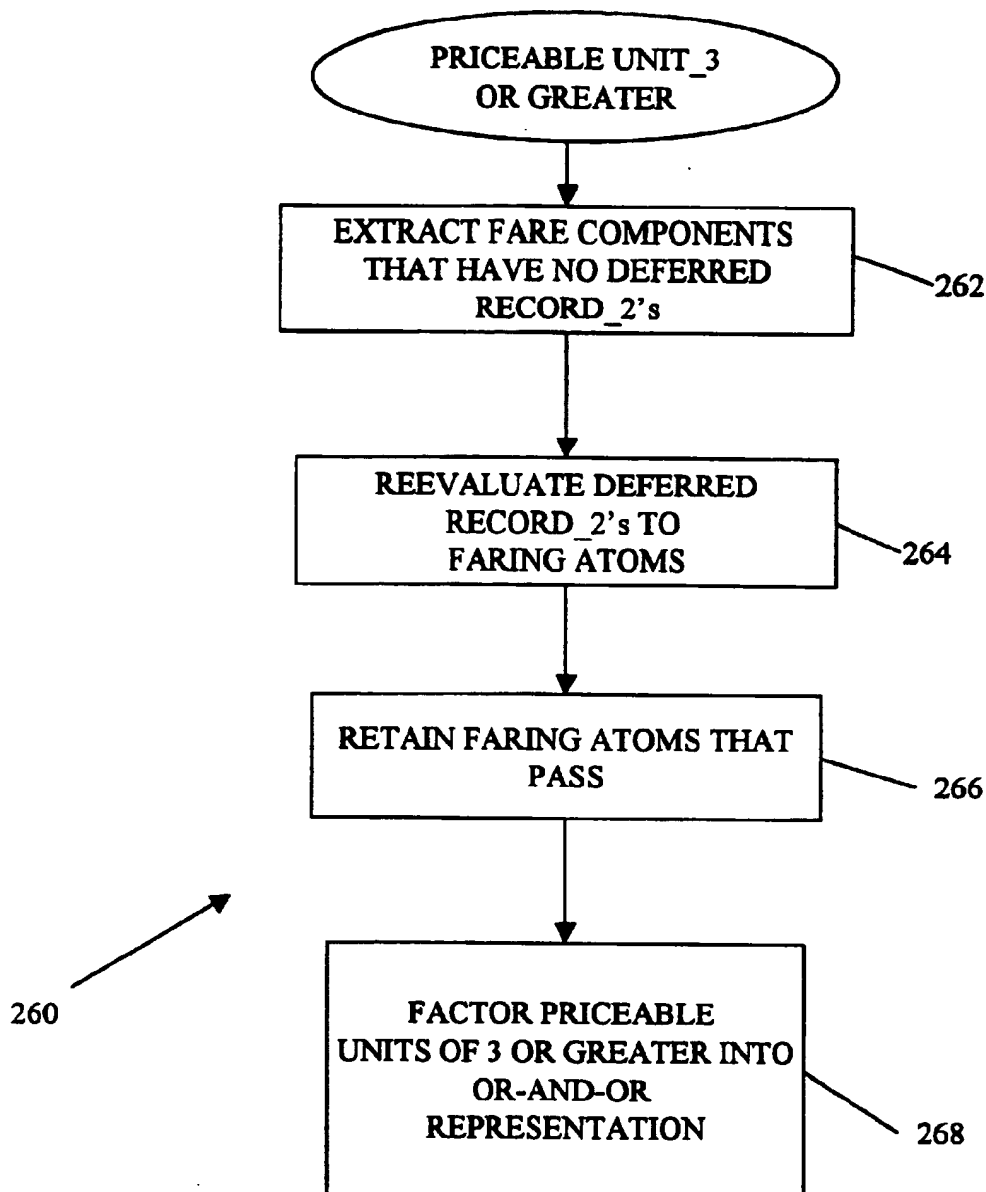 PRICEABLE UNIT_3
OR GREATER
EXTRACT FARE COMPONENTS
THAT HAVE NO DEFERRED
RECORD_2's
262
REEVALUATE DEFERRED
RECORD_2's TO
FARING ATOMS
264
RETAIN FARING ATOMS THAT
PASS
266
260
FACTOR PRICEABLE
UNITS OF 3 OR GREATER INTO
OR-AND-OR
REPRESENTATION
268